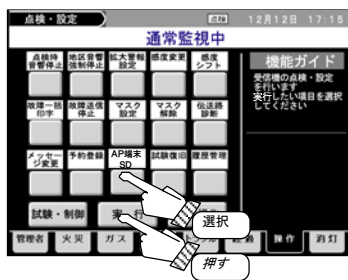 点検・設定 点検 12月12日 17:15
通常監視中
点検時音響停止 地区音響強制停止 拡大警報設定 感度変更 感度シフト
機能ガイド
受信機の点検・設定を行います
実行したい項目を選択してください
故障一括印字 故障送信停止 マスク設定 マスク解除 伝送路診断
メッセージ変更 予約登録 AP端末SD 試験復旧 履歴管理
選択
試験・制御 実 行
管理者 火災 ガス 操作 消灯
押す